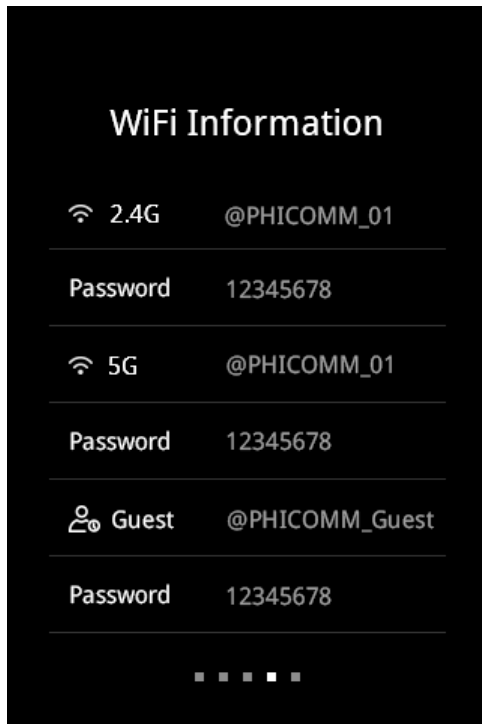 WiFi Information
2.4G @PHICOMM_01
Password 12345678
5G @PHICOMM_01
Password 12345678
Guest @PHICOMM_Guest
Password 12345678